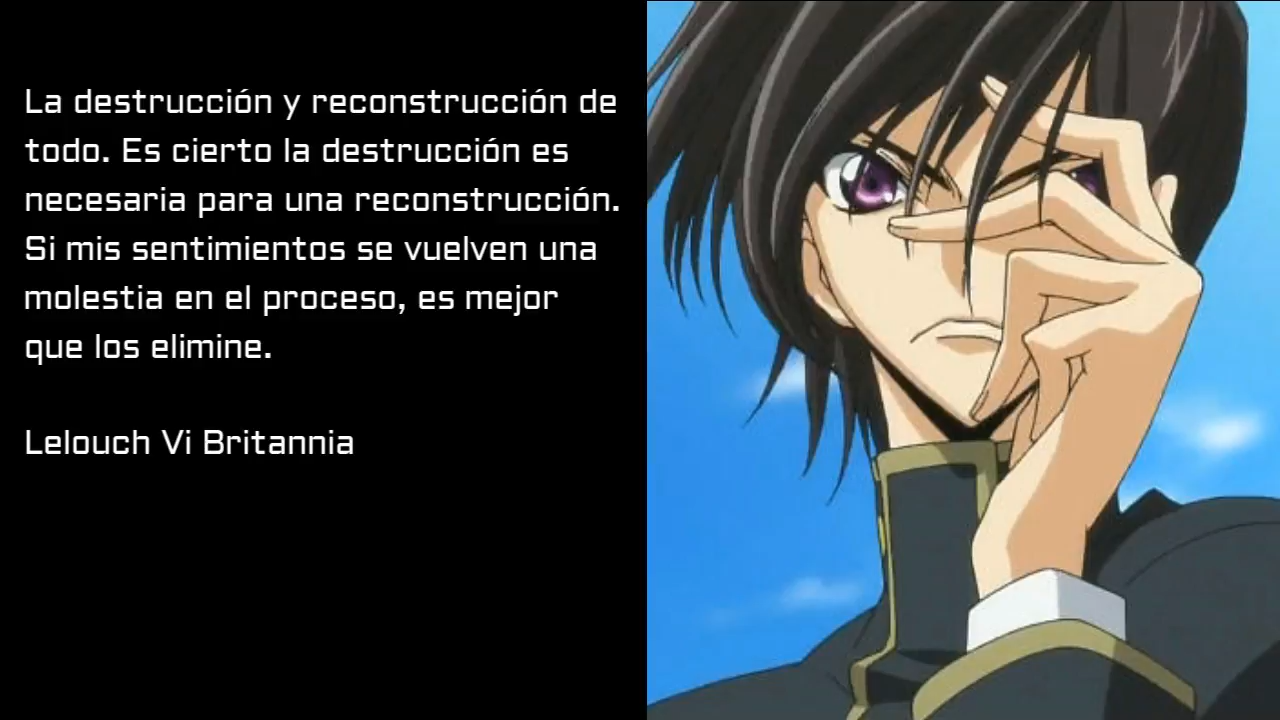 La destrucción y reconstrucción de
todo. Es cierto la destrucción es
necesaria para una reconstrucción.
Si mis sentimientos se vuelven una
molestia en el proceso, es mejor
que los elimine.
Lelouch Vi Britannia